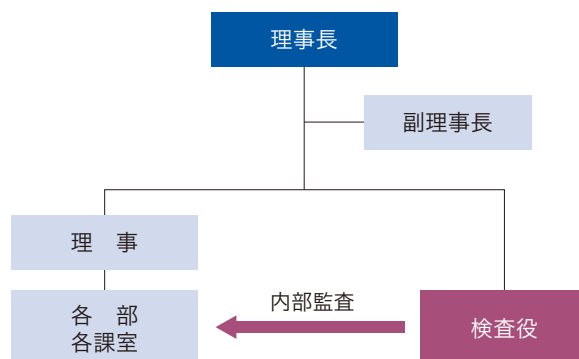 理事長
副理事長
理　事
各　部
各課室
内部監査
検査役